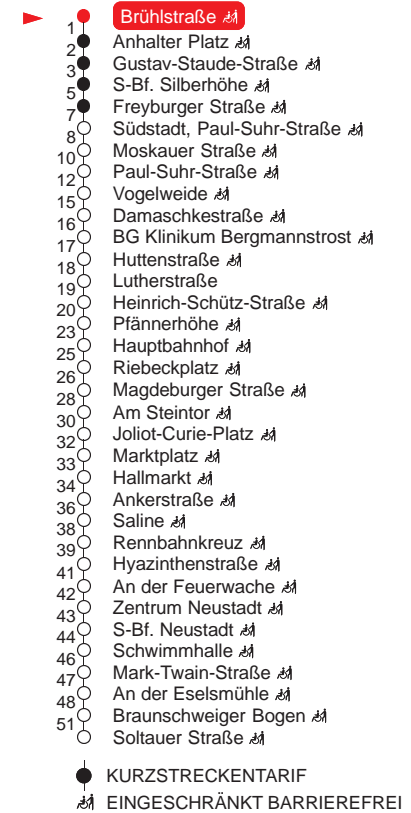 Brühlstraße
1 Anhalter Platz
2 Gustav-Staude-Straße
3 S-Bf. Silberhöhe
5 Freyburger Straße
7 Südstadt, Paul-Suhr-Straße
8 Moskauer Straße
10 Paul-Suhr-Straße
12 Vogelweide
15 Damaschkestraße
16 BG Klinikum Bergmannstrost
17 Huttenstraße
18 Lutherstraße
19 Heinrich-Schütz-Straße
20 Pfännerhöhe
23 Hauptbahnhof
25 Riebeckplatz
26 Magdeburger Straße
28 Am Steintor
30 Joliot-Curie-Platz
32 Marktplatz
33 Hallmarkt
34 Ankerstraße
36 Saline
38 Rennbahnkreuz
39 Hyazinthenstraße
41 An der Feuerwache
42 Zentrum Neustadt
43 S-Bf. Neustadt
44 Schwimmhalle
46 Mark-Twain-Straße
47 An der Eselsmühle
48 Braunschweiger Bogen
51 Soltauer Straße
KURZSTRECKENTARIF
EINGESCHRÄNKT BARRIEREFREI